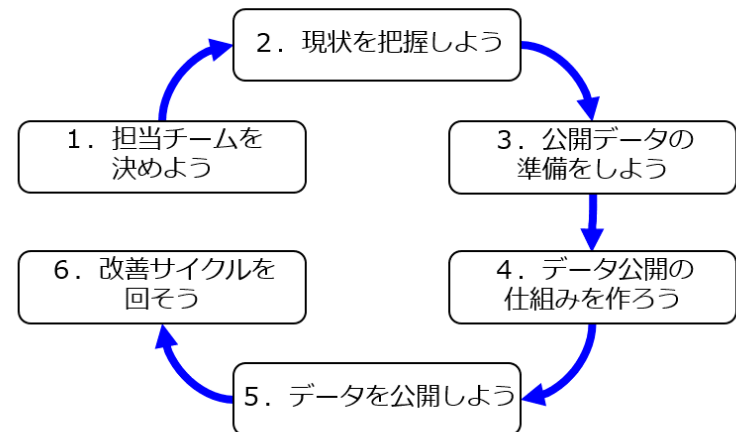 1．担当チームを
決めよう
2．現状を把握しよう
3．公開データの
準備をしよう
4．データ公開の
仕組みを作ろう
5．データを公開しよう
6．改善サイクルを
回そう